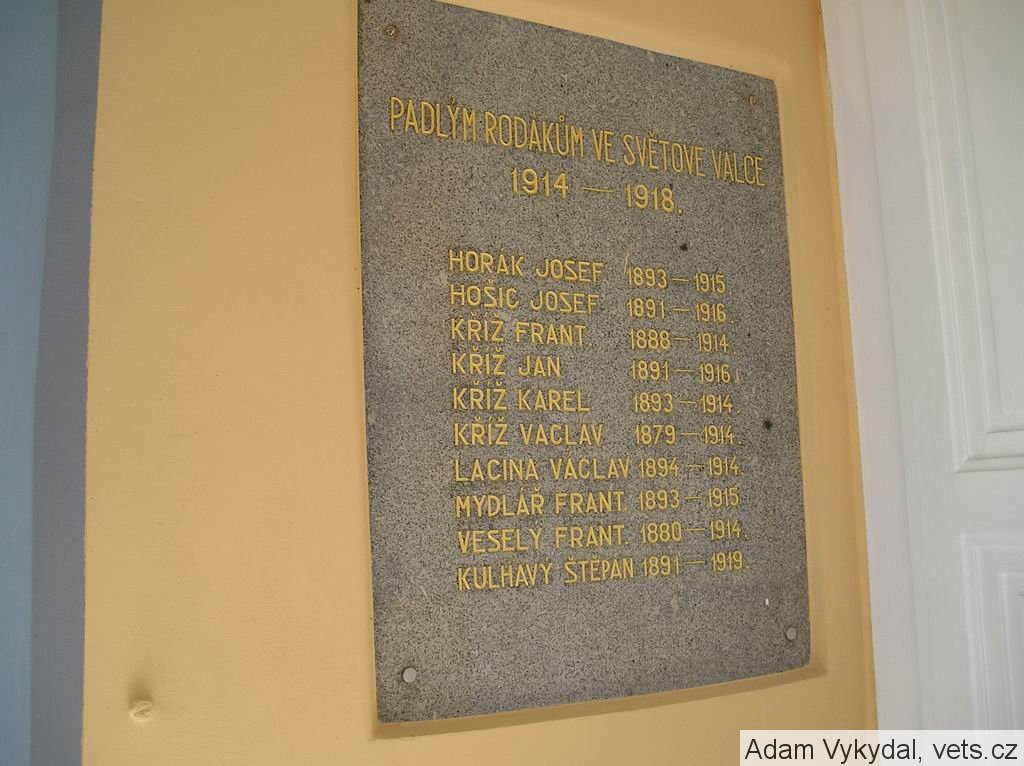 PADLÝM RODÁKŮM VE SVĚTOVÉ VÁLCE
1914 — 1918.
HORÁK JOSEF 1893 — 1915
HOŠIC JOSEF 1891 — 1916.
KŘÍŽ FRANT. 1888 — 1914.
KŘÍŽ JAN 1891 — 1916.
KŘÍŽ KAREL 1893 — 1914
KŘÍŽ VÁCLAV 1879 — 1914.
LACINA VÁCLAV 1894 — 1914.
MYDLÁŘ FRANT. 1893 — 1915
VESELÝ FRANT. 1880 — 1914.
KULHAVÝ ŠTĚPÁN 1891 — 1919.
Adam Vykydal, vets.cz